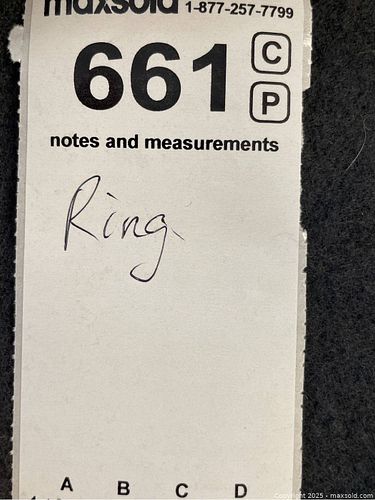 maxsold 1-877-257-7799
661 C
P
notes and measurements
Ring
A B C D
Copyright 2025 - maxsold.com